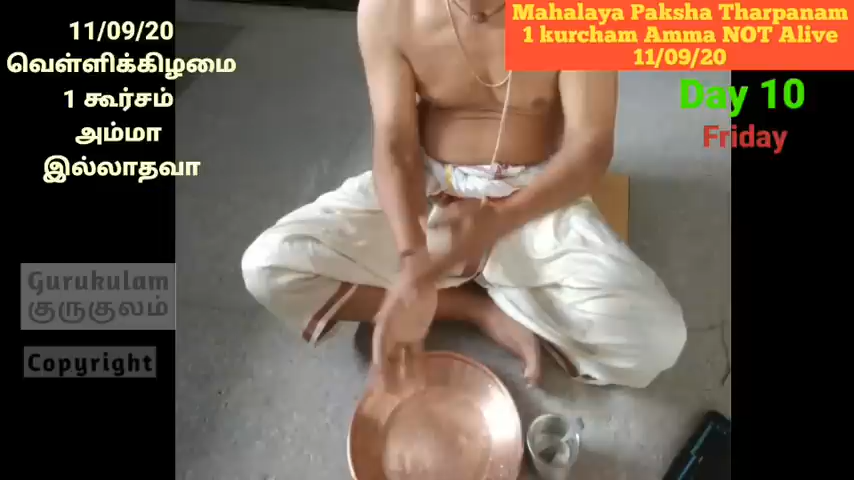 11/09/20
வெள்ளிக்கிழமை
1 கூர்சம்
அம்மா
இல்லாதவா
Mahalaya Paksha Tharpanam
1 kurcham Amma NOT Alive
11/09/20
Day 10
Friday
Gurukulam
குருகுலம்
Copyright